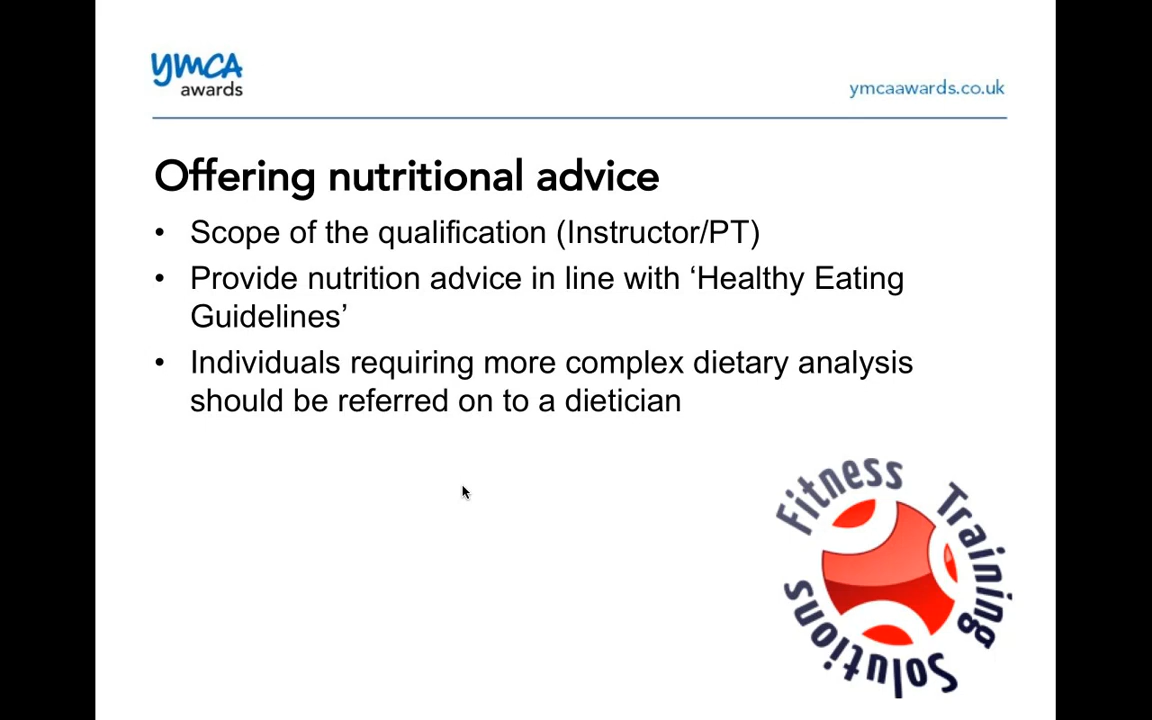 ymca
awards
ymcaawards.co.uk
Offering nutritional advice
• Scope of the qualification (Instructor/PT)
• Provide nutrition advice in line with ‘Healthy Eating
Guidelines’
• Individuals requiring more complex dietary analysis
should be referred on to a dietician
Fitness Training Solutions